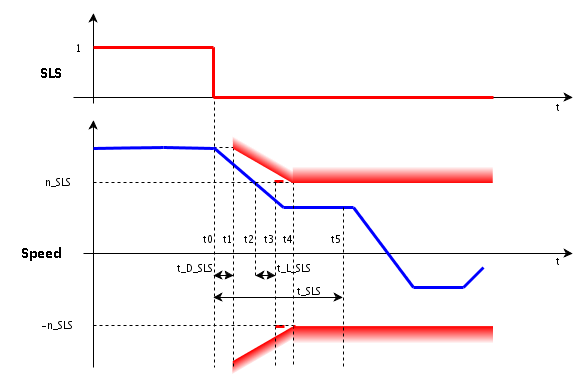 1
SLS
t
n_SLS
t0 t1 t2 t3 t4 t5
Speed
t
t_D_SLS t_L_SLS
t_SLS
-n_SLS